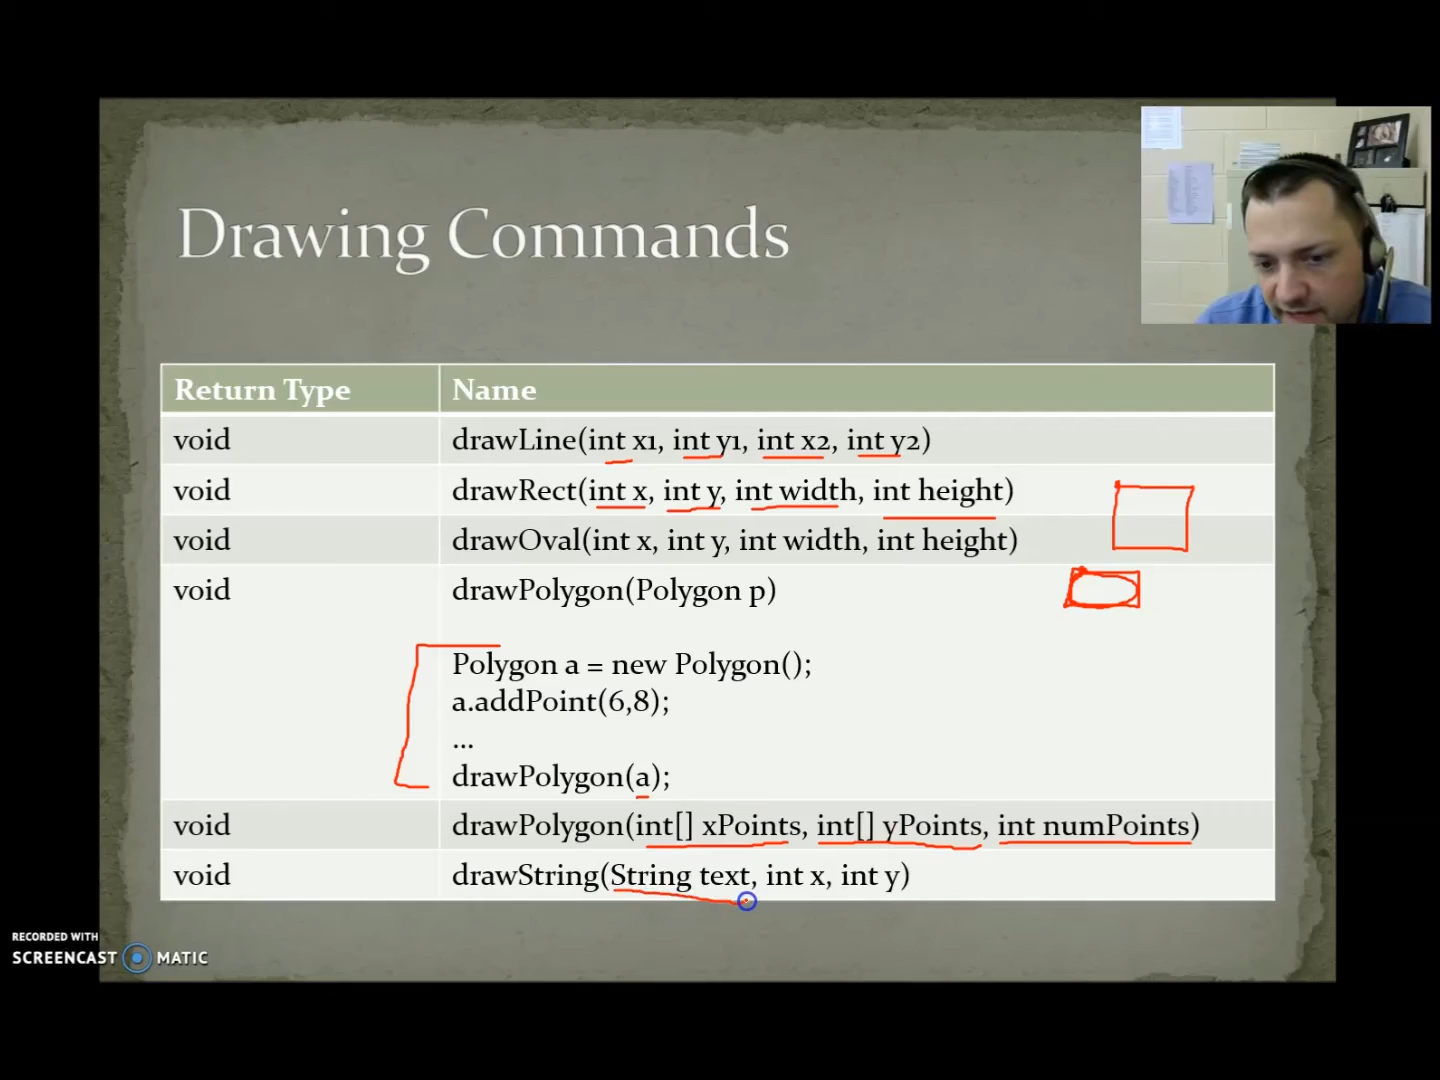 Drawing Commands
Return Type Name
void drawLine(int x1, int y1, int x2, int y2)
void drawRect(int x, int y, int width, int height)
void drawOval(int x, int y, int width, int height)
void drawPolygon(Polygon p)
Polygon a = new Polygon();
a.addPoint(6,8);
...
drawPolygon(a);
void drawPolygon(int[] xPoints, int[] yPoints, int numPoints)
void drawString(String text, int x, int y)
RECORDED WITH
SCREENCAST MATIC